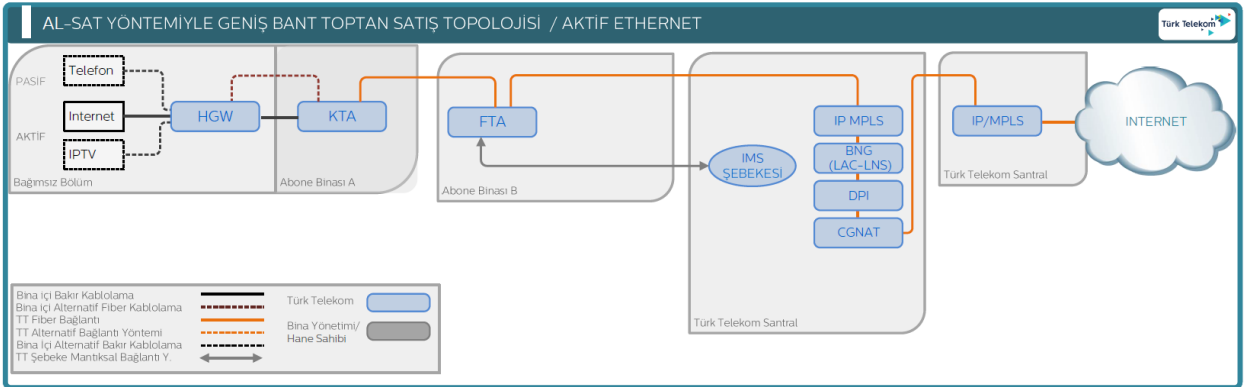 AL-SAT YÖNTEMİYLE GENİŞ BANT TOPTAN SATIŞ TOPOLOJİSİ / AKTİF ETHERNET
Türk Telekom
PASİF
AKTİF
Telefon
Internet
IPTV
HGW
Bağımsız Bölüm
KTA
Abone Binası A
FTA
Abone Binası B
IMS
ŞEBEKESİ
IP MPLS
BNG
(LAC-LNS)
DPI
CGNAT
Türk Telekom Santral
IP/MPLS
Türk Telekom Santral
INTERNET
Bina içi Bakır Kablolama
Bina içi Alternatif Fiber Kablolama
TT Fiber Bağlantı
TT Alternatif Bağlantı Yöntemi
Bina İçi Alternatif Bakır Kablolama
TT Şebeke Mantıksal Bağlantı Y.
Türk Telekom
Bina Yönetimi/
Hane Sahibi